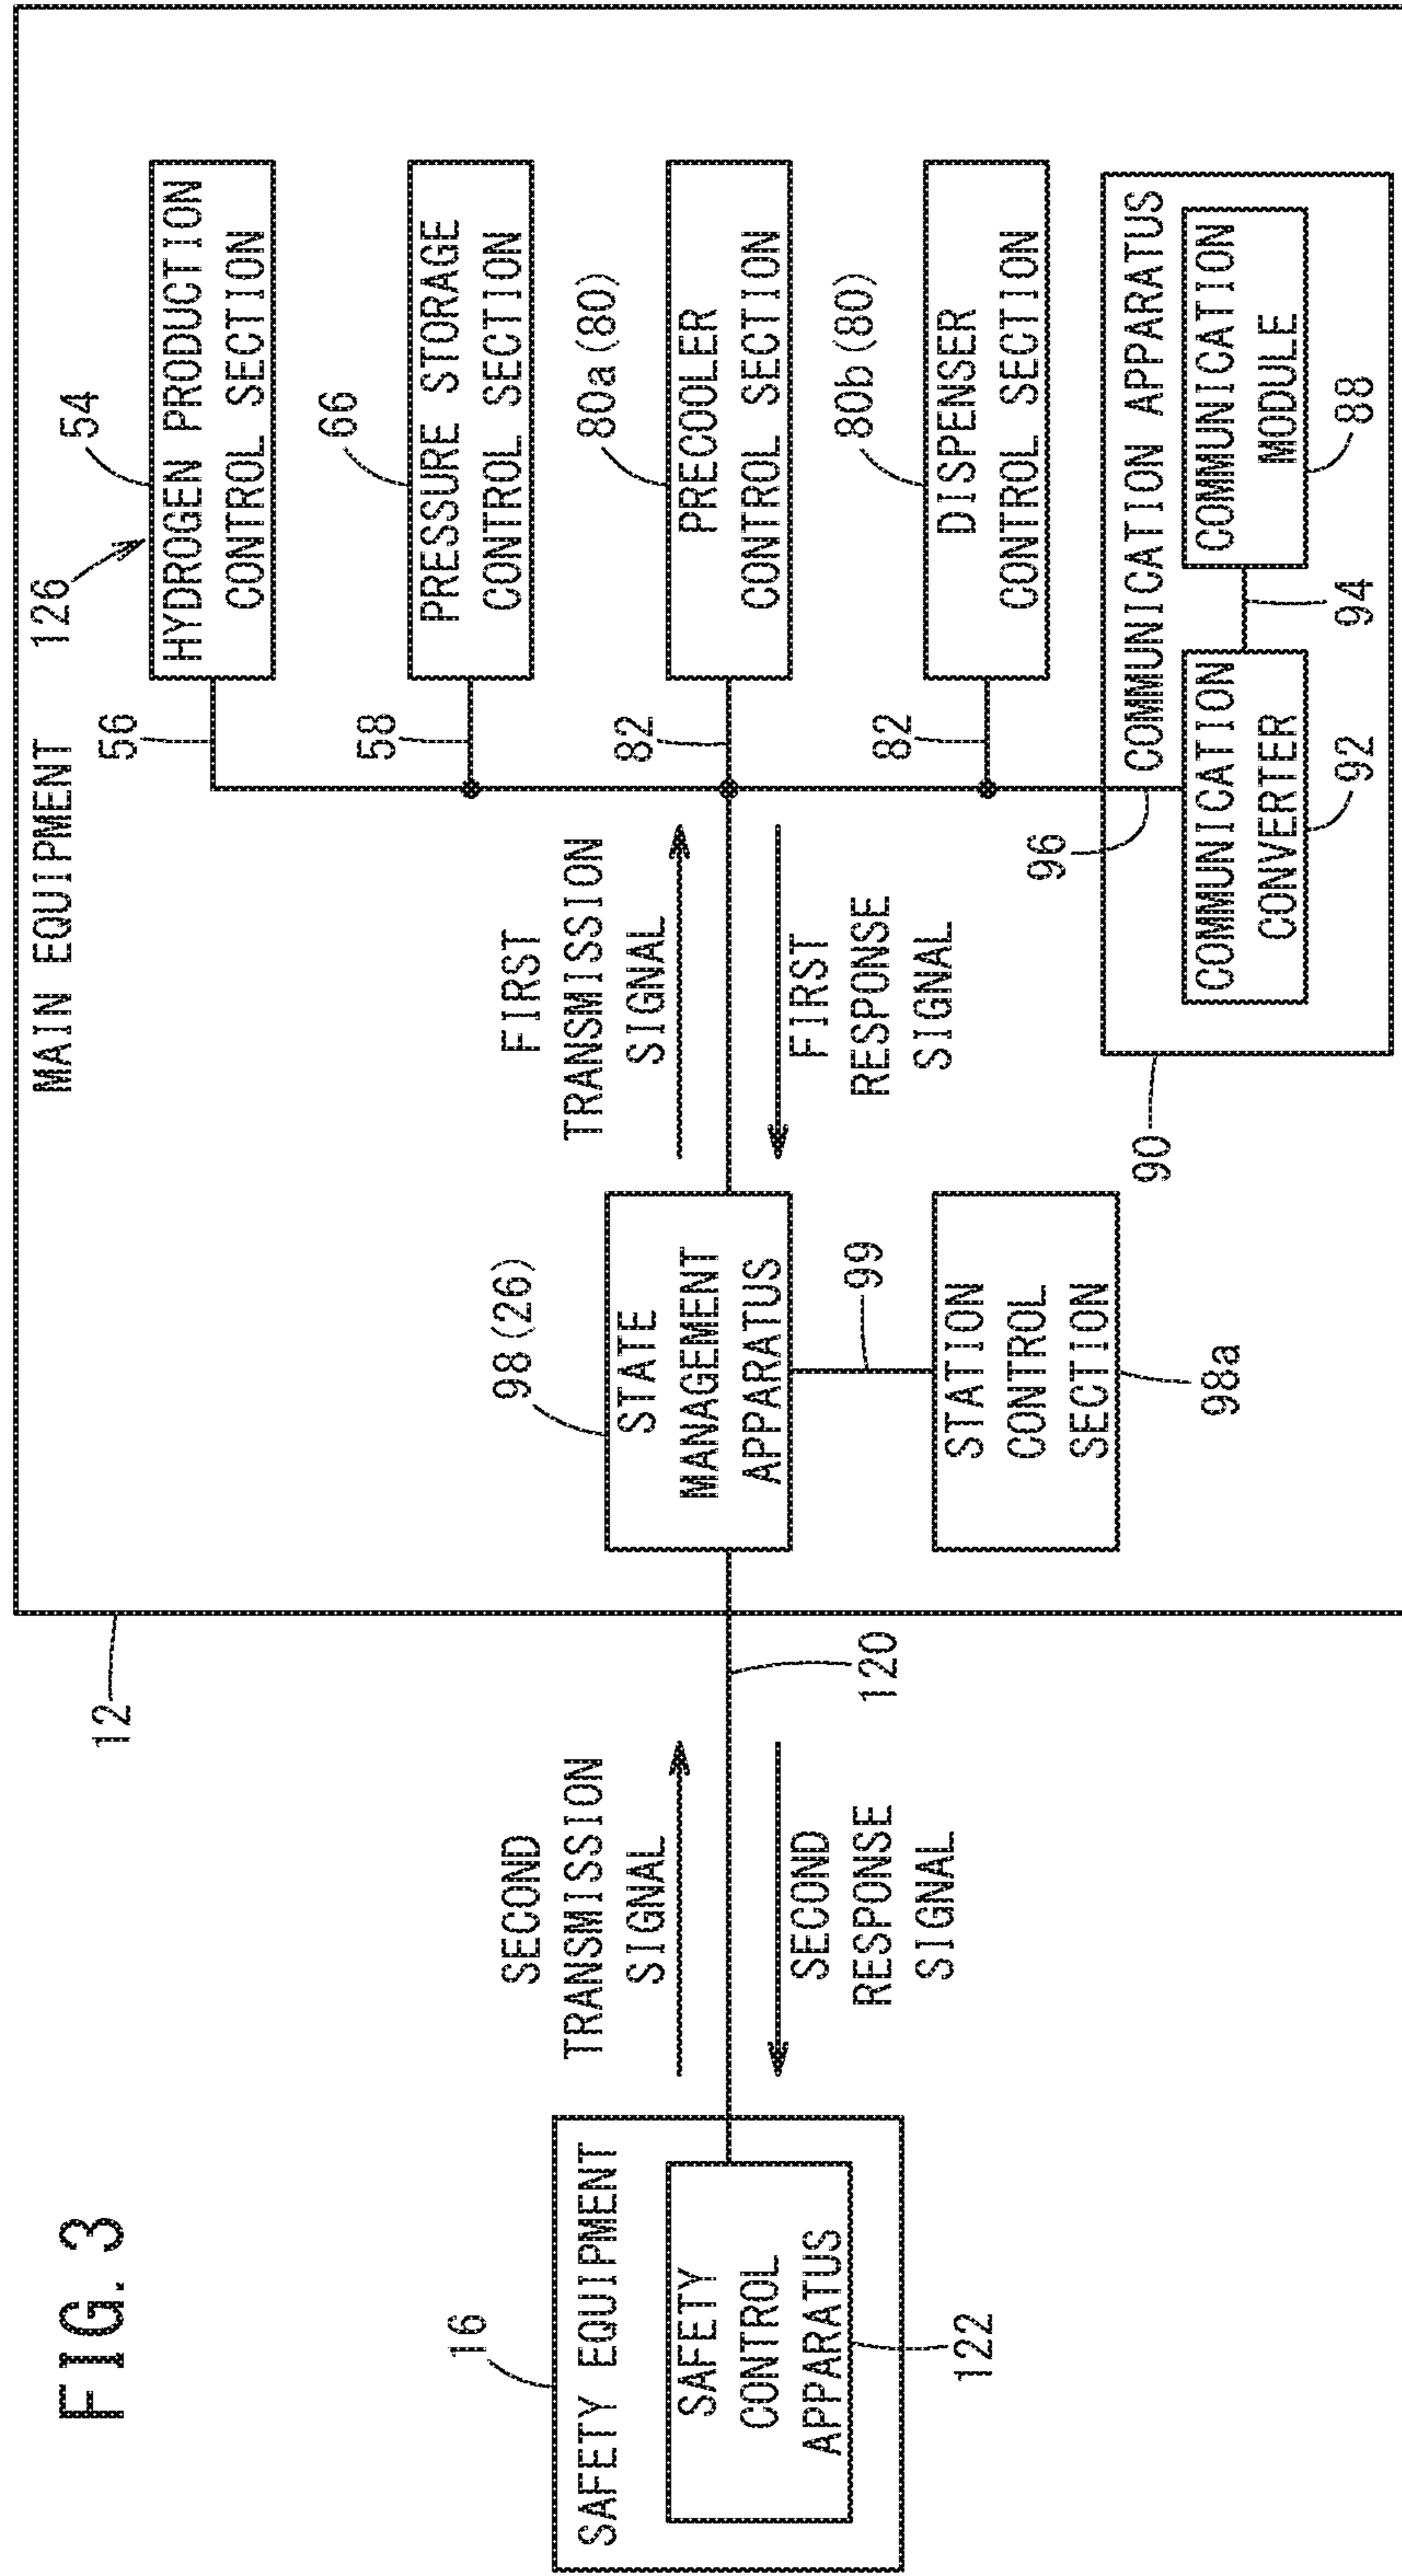 FIG. 3
12
MAIN EQUIPMENT
126
54
HYDROGEN PRODUCTION
CONTROL SECTION
56
66
PRESSURE STORAGE
CONTROL SECTION
58
80a (80)
PRECOOLER
CONTROL SECTION
82
80b (80)
DISPENSER
CONTROL SECTION
82
FIRST
TRANSMISSION
SIGNAL
FIRST
RESPONSE
SIGNAL
98 (26)
STATE
MANAGEMENT
APPARATUS
99
STATION
CONTROL
SECTION
98a
96
90
COMMUNICATION APPARATUS
COMMUNICATION
CONVERTER
92
94
COMMUNICATION
MODULE
88
120
SECOND
TRANSMISSION
SIGNAL
SECOND
RESPONSE
SIGNAL
16
SAFETY EQUIPMENT
SAFETY
CONTROL
APPARATUS
122